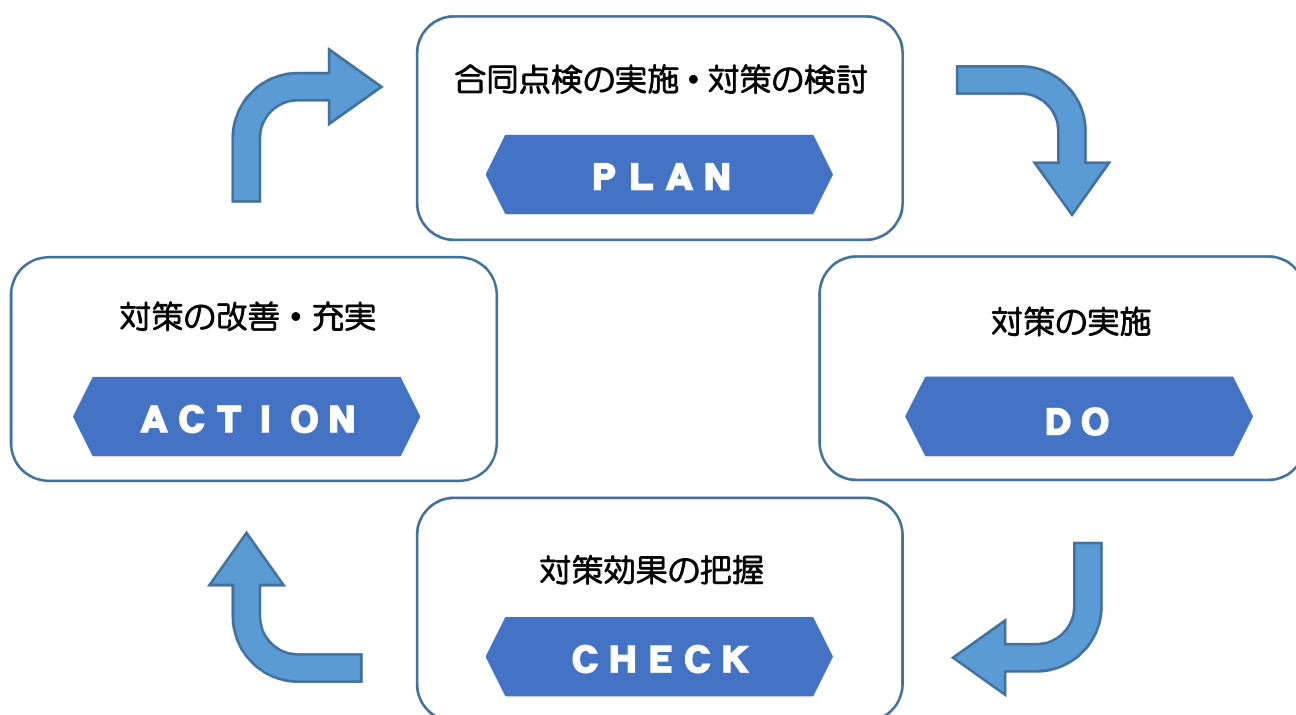 合同点検の実施・対策の検討
ＰＬＡＮ
対策の改善・充実
ＡＣＴＩＯＮ
対策の実施
ＤＯ
対策効果の把握
ＣＨＥＣＫ